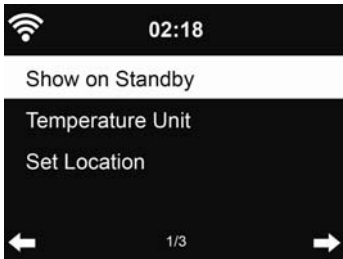 02:18
Show on Standby
Temperature Unit
Set Location
1/3